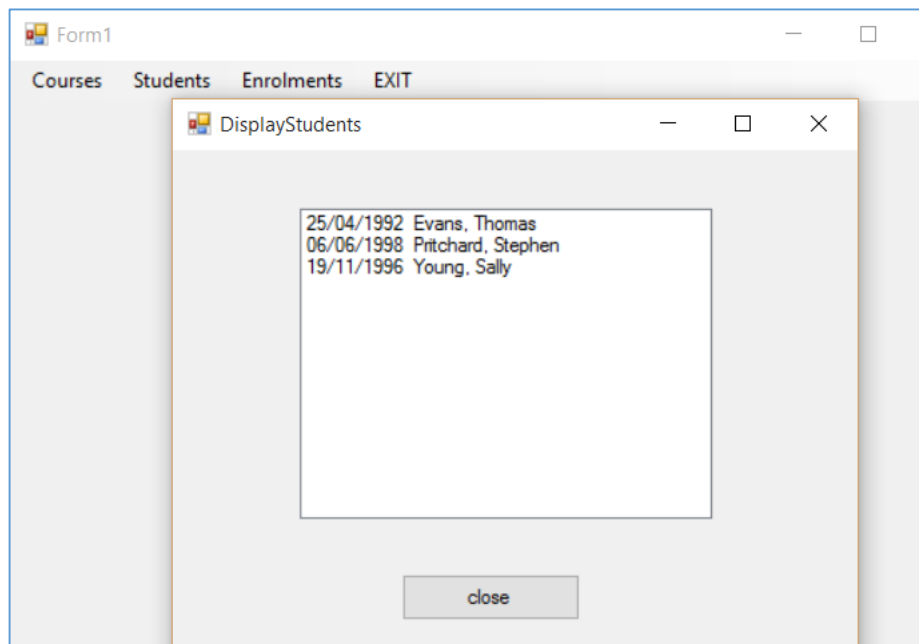 Form1
Courses Students Enrolments EXIT
DisplayStudents
25/04/1992 Evans, Thomas
06/06/1998 Pritchard, Stephen
19/11/1996 Young, Sally
close